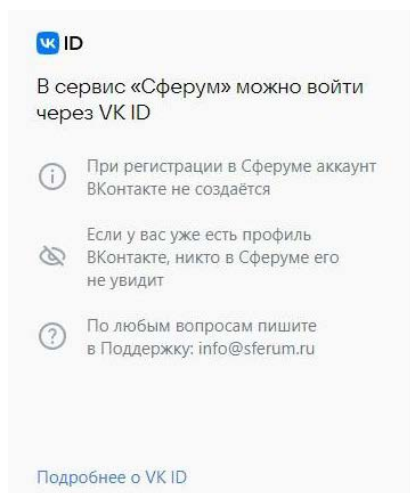 VK ID
В сервис «Сферум» можно войти
через VK ID
При регистрации в Сферуме аккаунт
ВКонтакте не создаётся
Если у вас уже есть профиль
ВКонтакте, никто в Сферуме его
не увидит
По любым вопросам пишите
в Поддержку: info@sferum.ru
Подробнее о VK ID